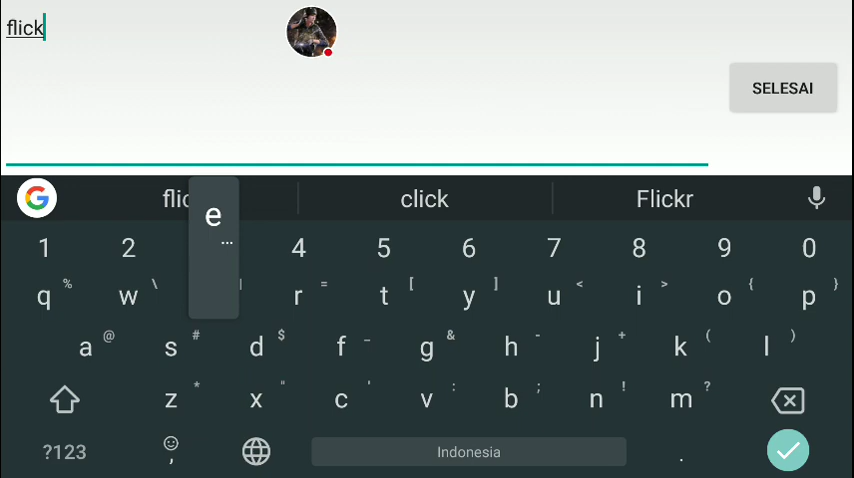 flick
SELESAI
flic click Flickr
e
...
1 2 4 5 6 7 8 9 0
q % w \ | r = t [ y ] u < i > o { p }
a @ s # d $ f _ g & h - j + k ( l )
z * x " c ' v : b ; n ! m ?
?123 , Indonesia .